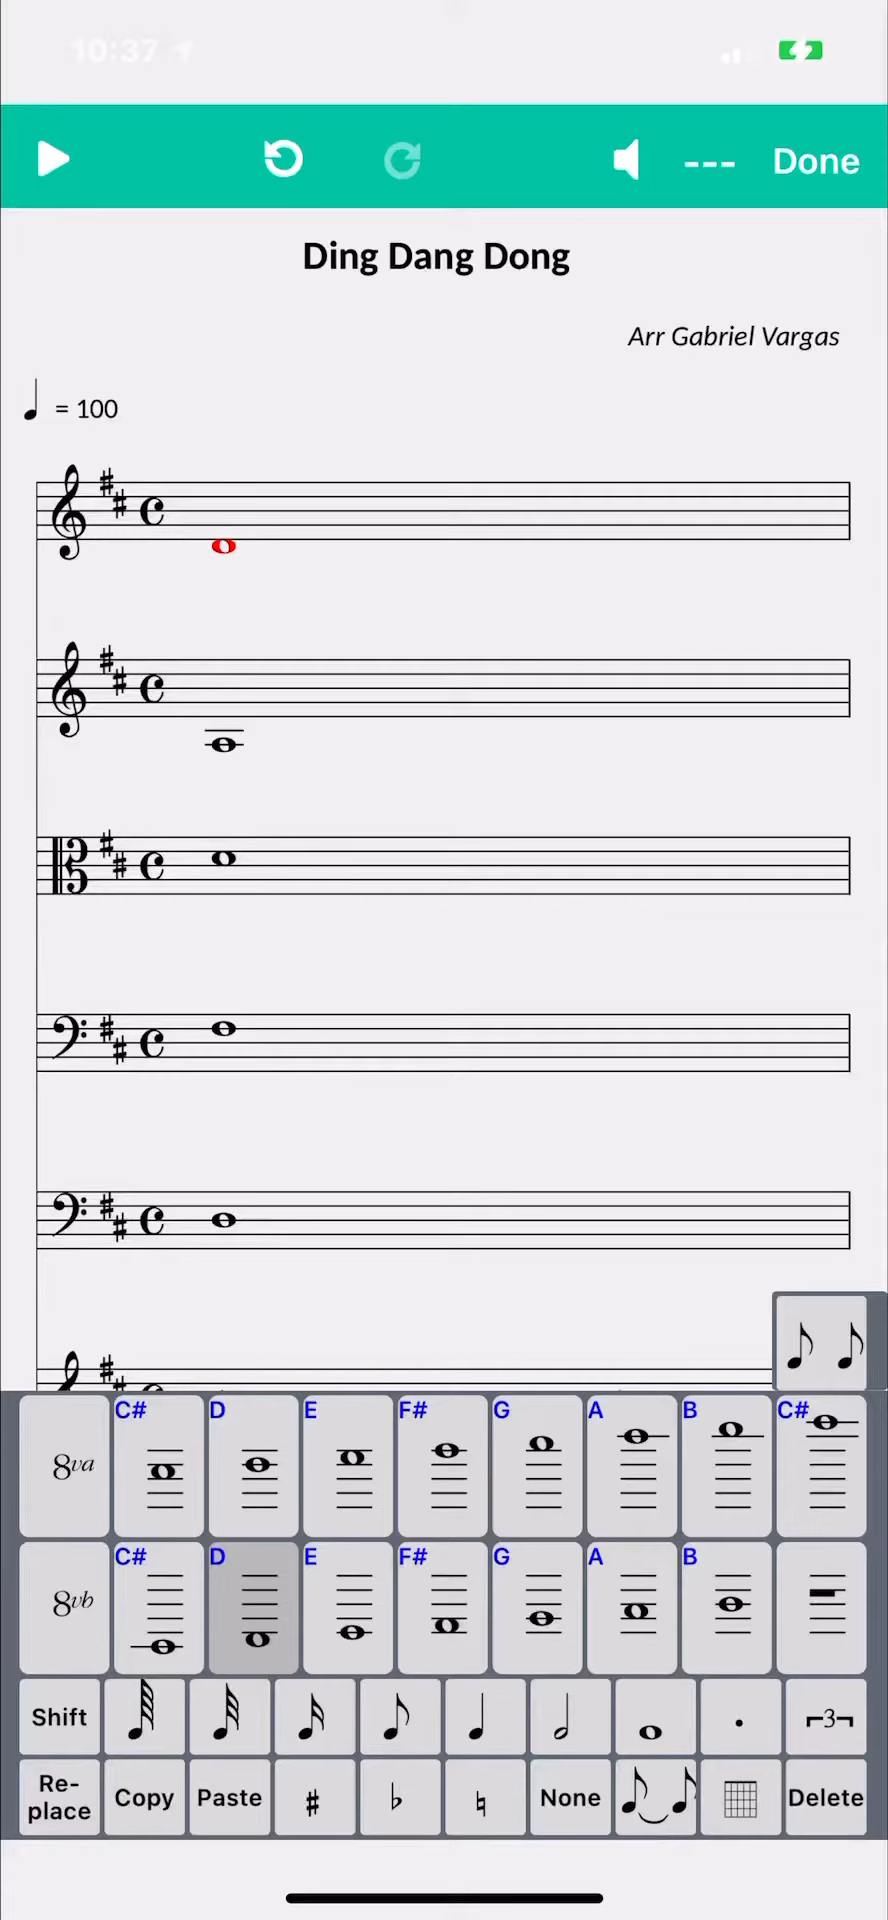 10:37
--- Done
Ding Dang Dong
Arr Gabriel Vargas
= 100
8va C# D E F# G A B C#
8vb C# D E F# G A B
Shift 3
Re-
place Copy Paste ♯ ♭ ♮ None Delete